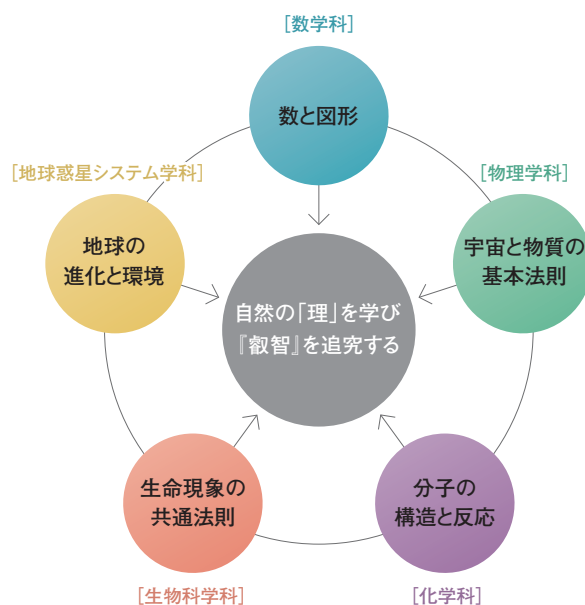 [数学科]
数と図形
[地球惑星システム学科]
地球の
進化と環境
[物理学科]
宇宙と物質の
基本法則
自然の「理」を学び
『叡智』を追究する
生命現象の
共通法則
[生物科学科]
分子の
構造と反応
[化学科]